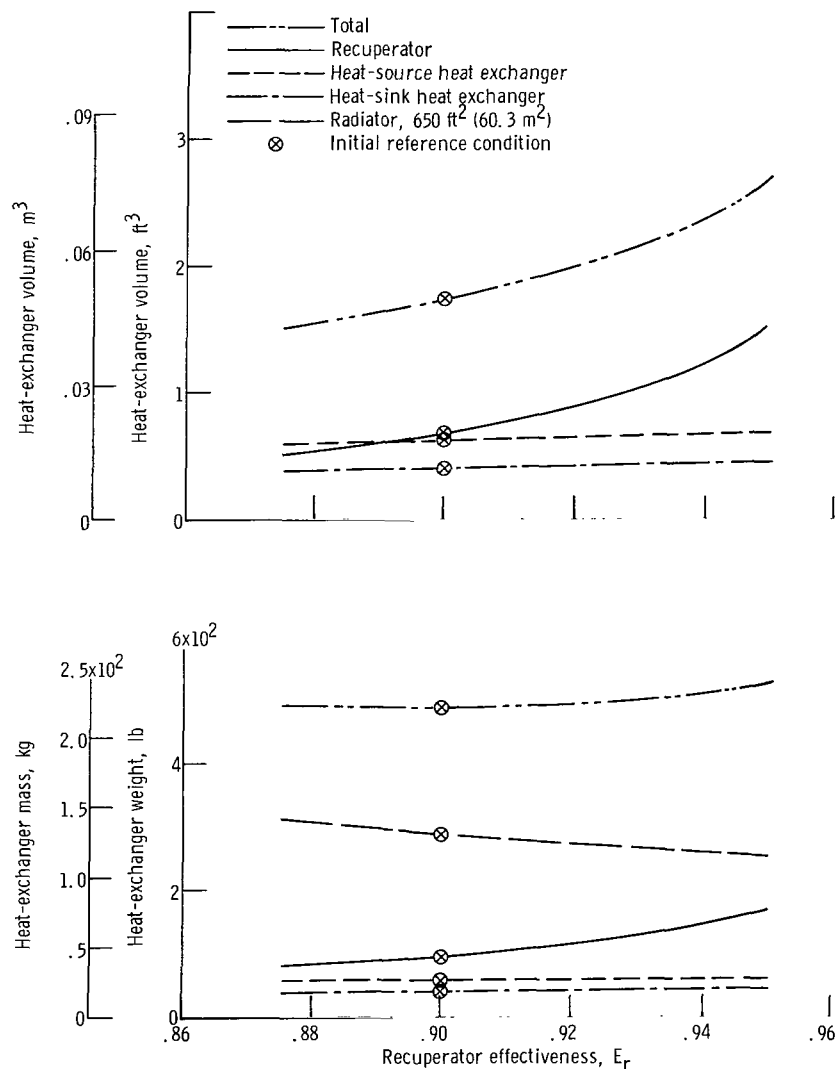 Total
Recuperator
Heat-source heat exchanger
Heat-sink heat exchanger
Radiator, 650 ft² (60.3 m²)
Initial reference condition
Heat-exchanger volume, m³
.09
.06
.03
0
Heat-exchanger volume, ft³
3
2
1
0
Heat-exchanger mass, kg
2.5x10²
2.0
1.5
1.0
.5
0
Heat-exchanger weight, lb
6x10²
4
2
0
.86 .88 .90 .92 .94 .96
Recuperator effectiveness, Eᵣ